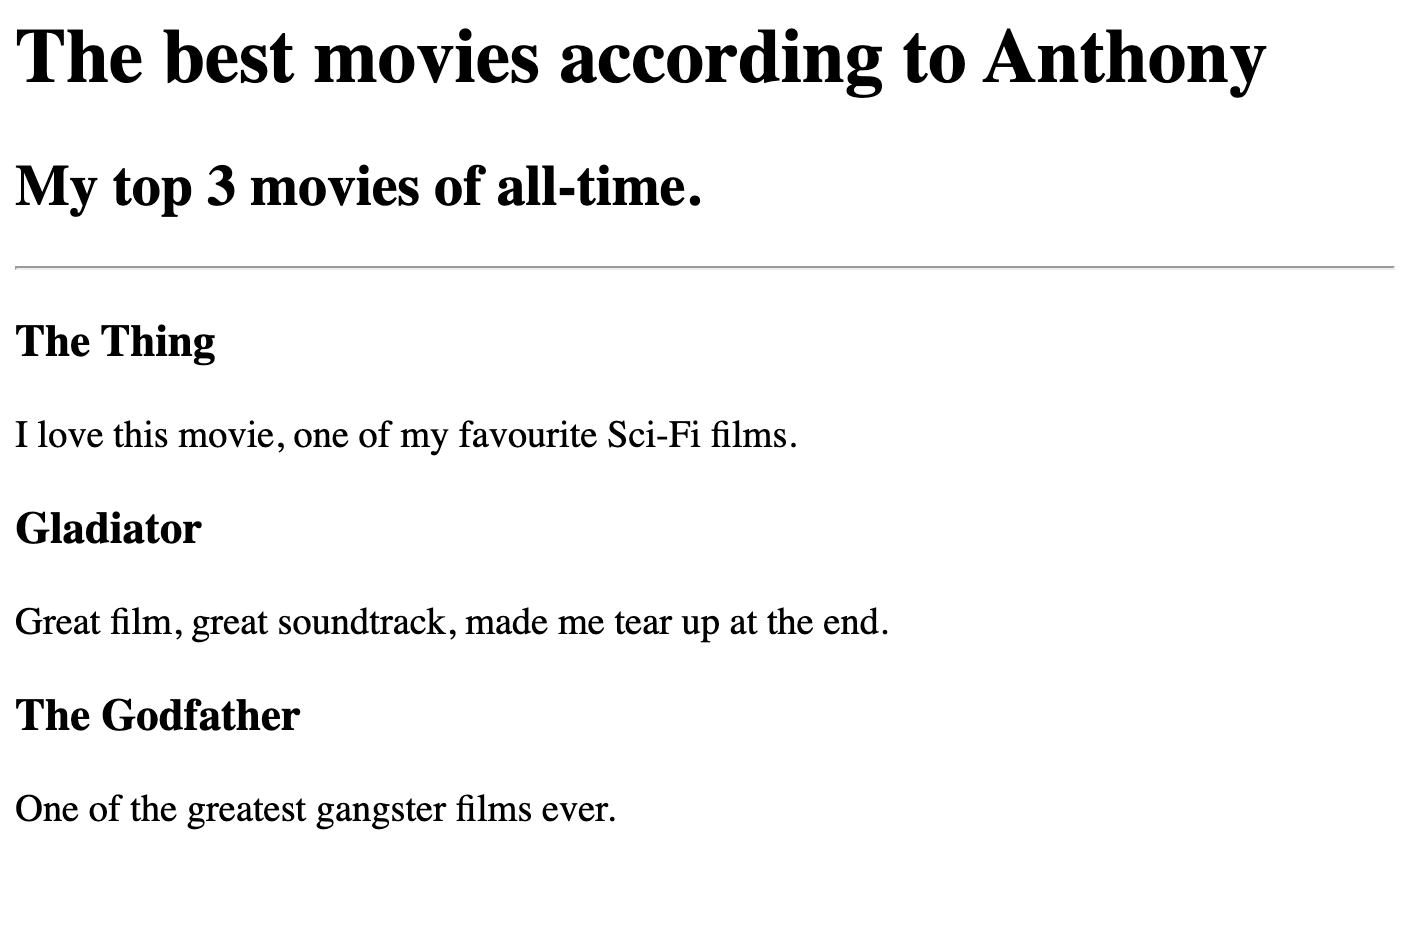 The best movies according to Anthony
My top 3 movies of all-time.
The Thing
I love this movie, one of my favourite Sci-Fi films.
Gladiator
Great film, great soundtrack, made me tear up at the end.
The Godfather
One of the greatest gangster films ever.